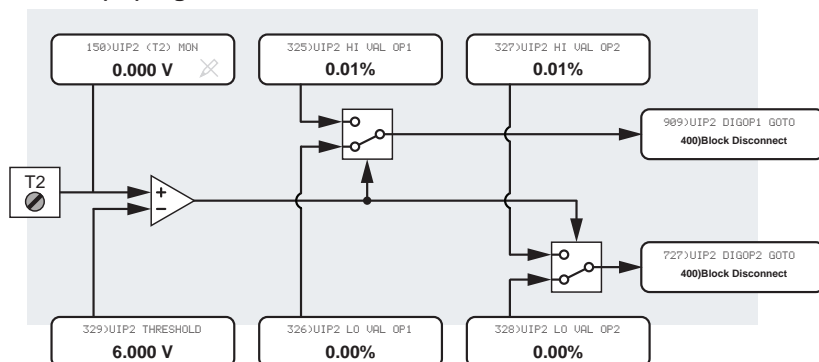 150)UIP2 (T2) MON
0.000 V
325)UIP2 HI VAL OP1
0.01%
327)UIP2 HI VAL OP2
0.01%
909)UIP2 DIGOP1 GOTO
400)Block Disconnect
T2
+
−
727)UIP2 DIGOP2 GOTO
400)Block Disconnect
329)UIP2 THRESHOLD
6.000 V
326)UIP2 LO VAL OP1
0.00%
328)UIP2 LO VAL OP2
0.00%